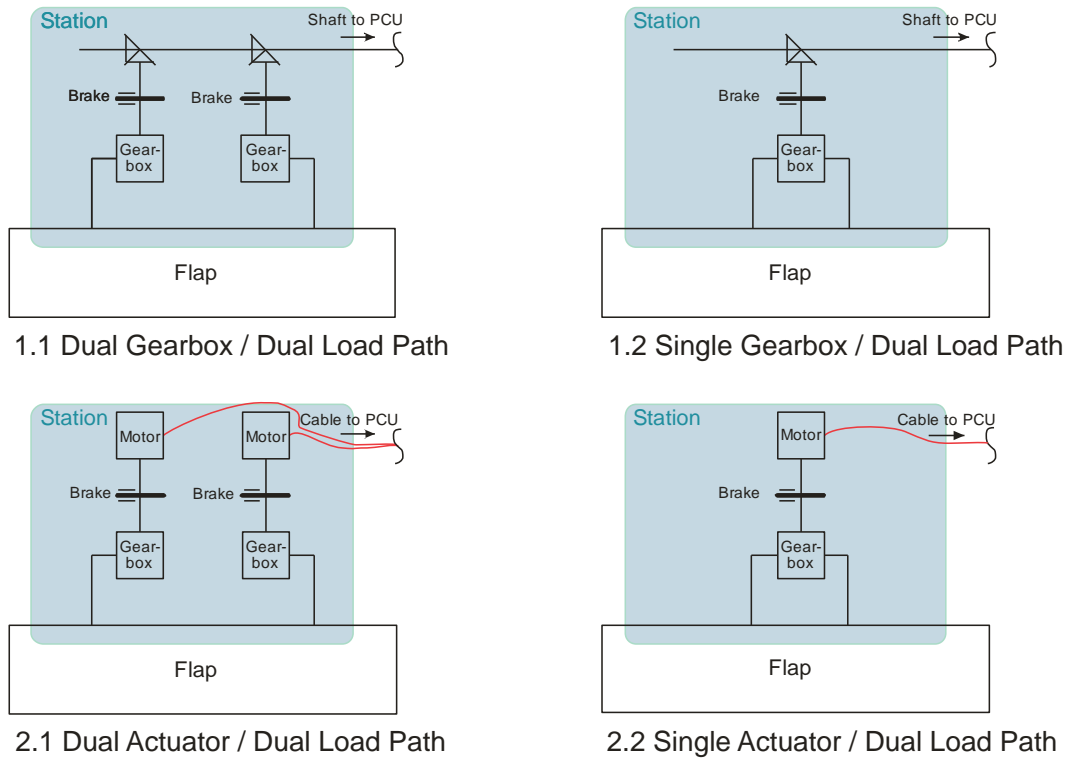 Station
Shaft to PCU
Brake
Brake
Gear-
box
Gear-
box
Flap
1.1 Dual Gearbox / Dual Load Path
Station
Shaft to PCU
Brake
Gear-
box
Flap
1.2 Single Gearbox / Dual Load Path
Station
Cable to PCU
Motor
Motor
Brake
Brake
Gear-
box
Gear-
box
Flap
2.1 Dual Actuator / Dual Load Path
Station
Cable to PCU
Motor
Brake
Gear-
box
Flap
2.2 Single Actuator / Dual Load Path